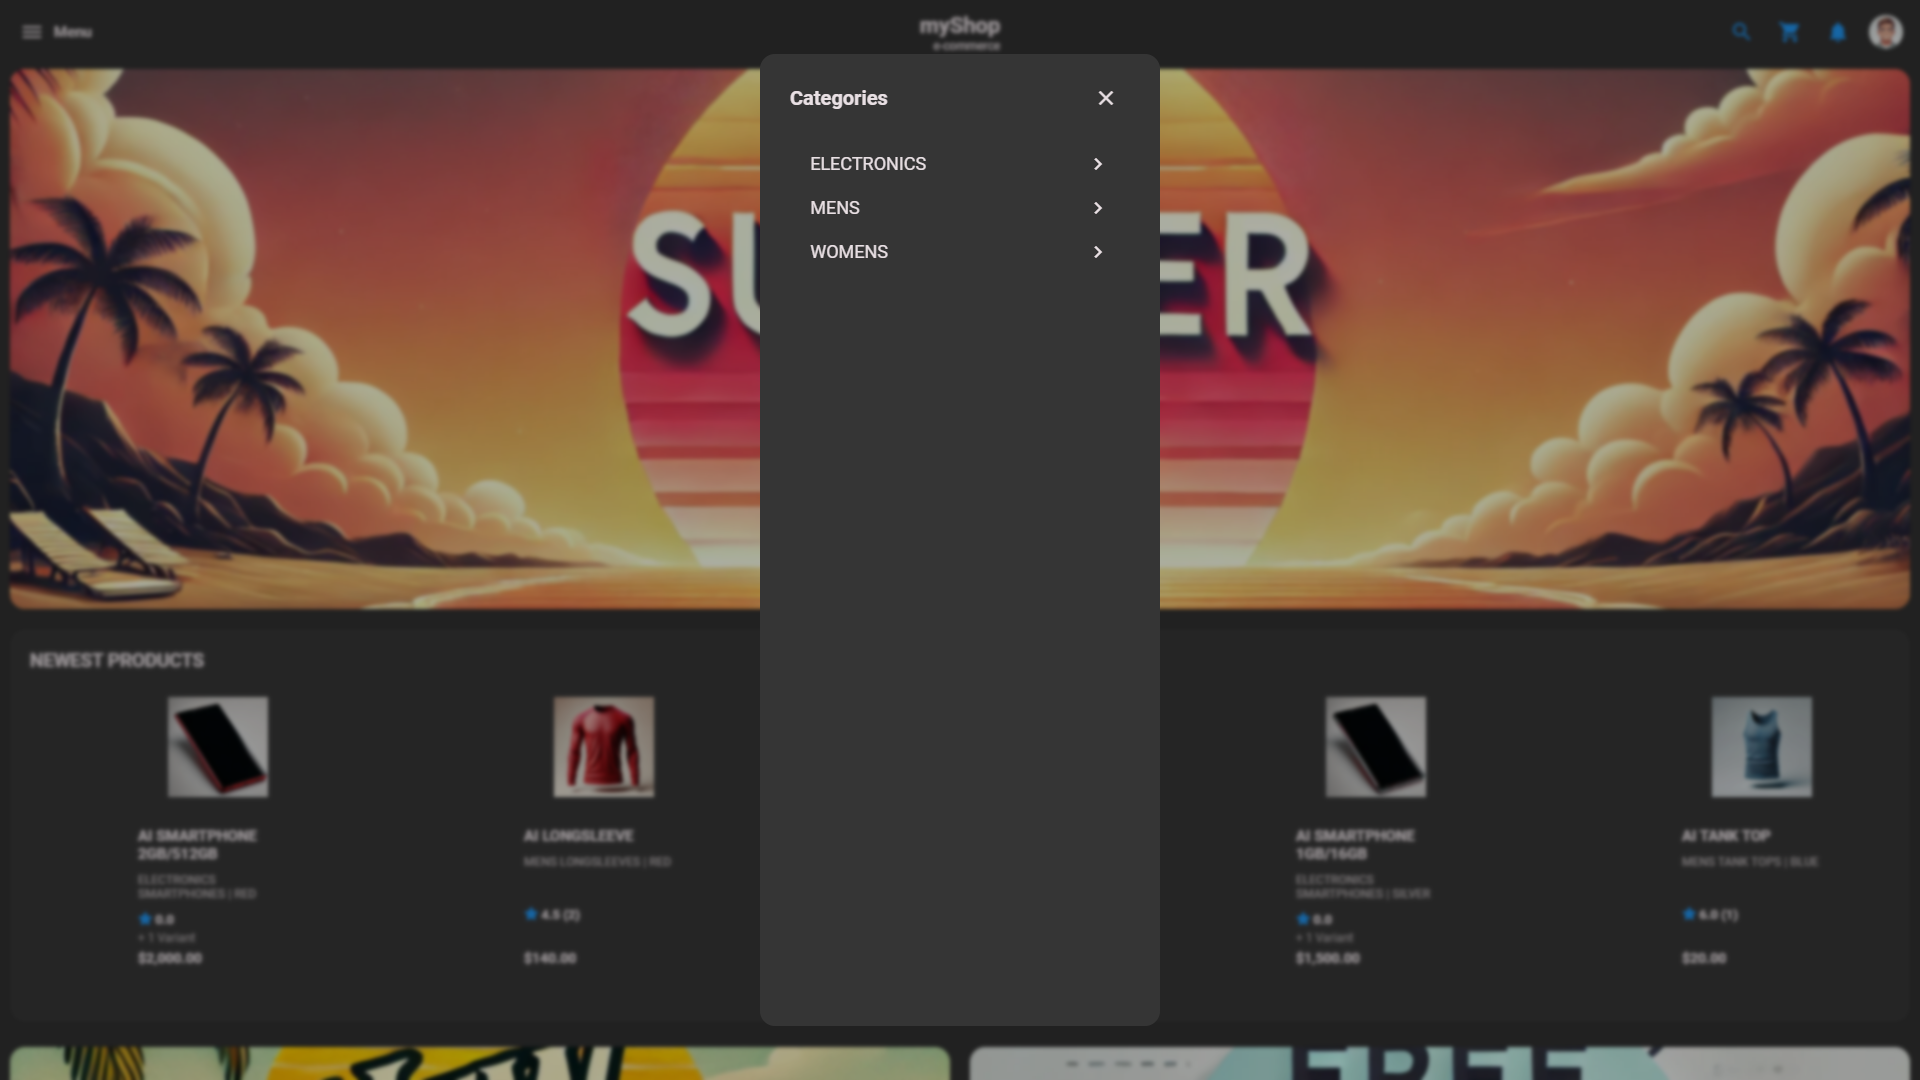 Menu
myShop
e-commerce
Categories
ELECTRONICS
MENS
WOMENS
SU
ER
NEWEST PRODUCTS
AI SMARTPHONE
2GB/512GB
ELECTRONICS
SMARTPHONES | RED
0.0
+ 1 Variant
$2,000.00
AI LONGSLEEVE
MENS LONGSLEEVES | RED
4.5 (2)
$140.00
AI SMARTPHONE
1GB/16GB
ELECTRONICS
SMARTPHONES | SILVER
0.0
+ 1 Variant
$1,500.00
AI TANK TOP
MENS TANK TOPS | BLUE
6.0 (1)
$20.00
FREE